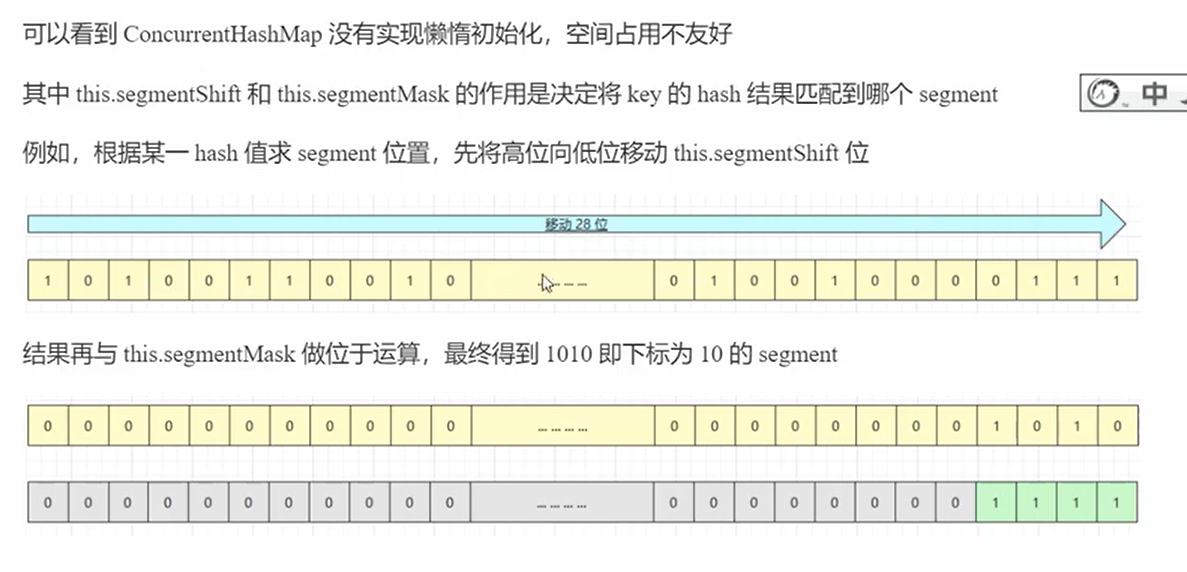 可以看到 ConcurrentHashMap 没有实现懒惰初始化，空间占用不友好
其中 this.segmentShift 和 this.segmentMask 的作用是决定将 key 的 hash 结果匹配到哪个 segment
中
例如，根据某一 hash 值求 segment 位置，先将高位向低位移动 this.segmentShift 位
移动 28 位
1 0 1 0 0 1 1 0 0 1 0 ... ... ... 0 1 0 0 1 0 0 0 0 1 1 1
结果再与 this.segmentMask 做位于运算，最终得到 1010 即下标为 10 的 segment
0 0 0 0 0 0 0 0 0 0 0 ... ... ... ... 0 0 0 0 0 0 0 0 1 0 1 0
0 0 0 0 0 0 0 0 0 0 0 ... ... ... ... 0 0 0 0 0 0 0 0 1 1 1 1